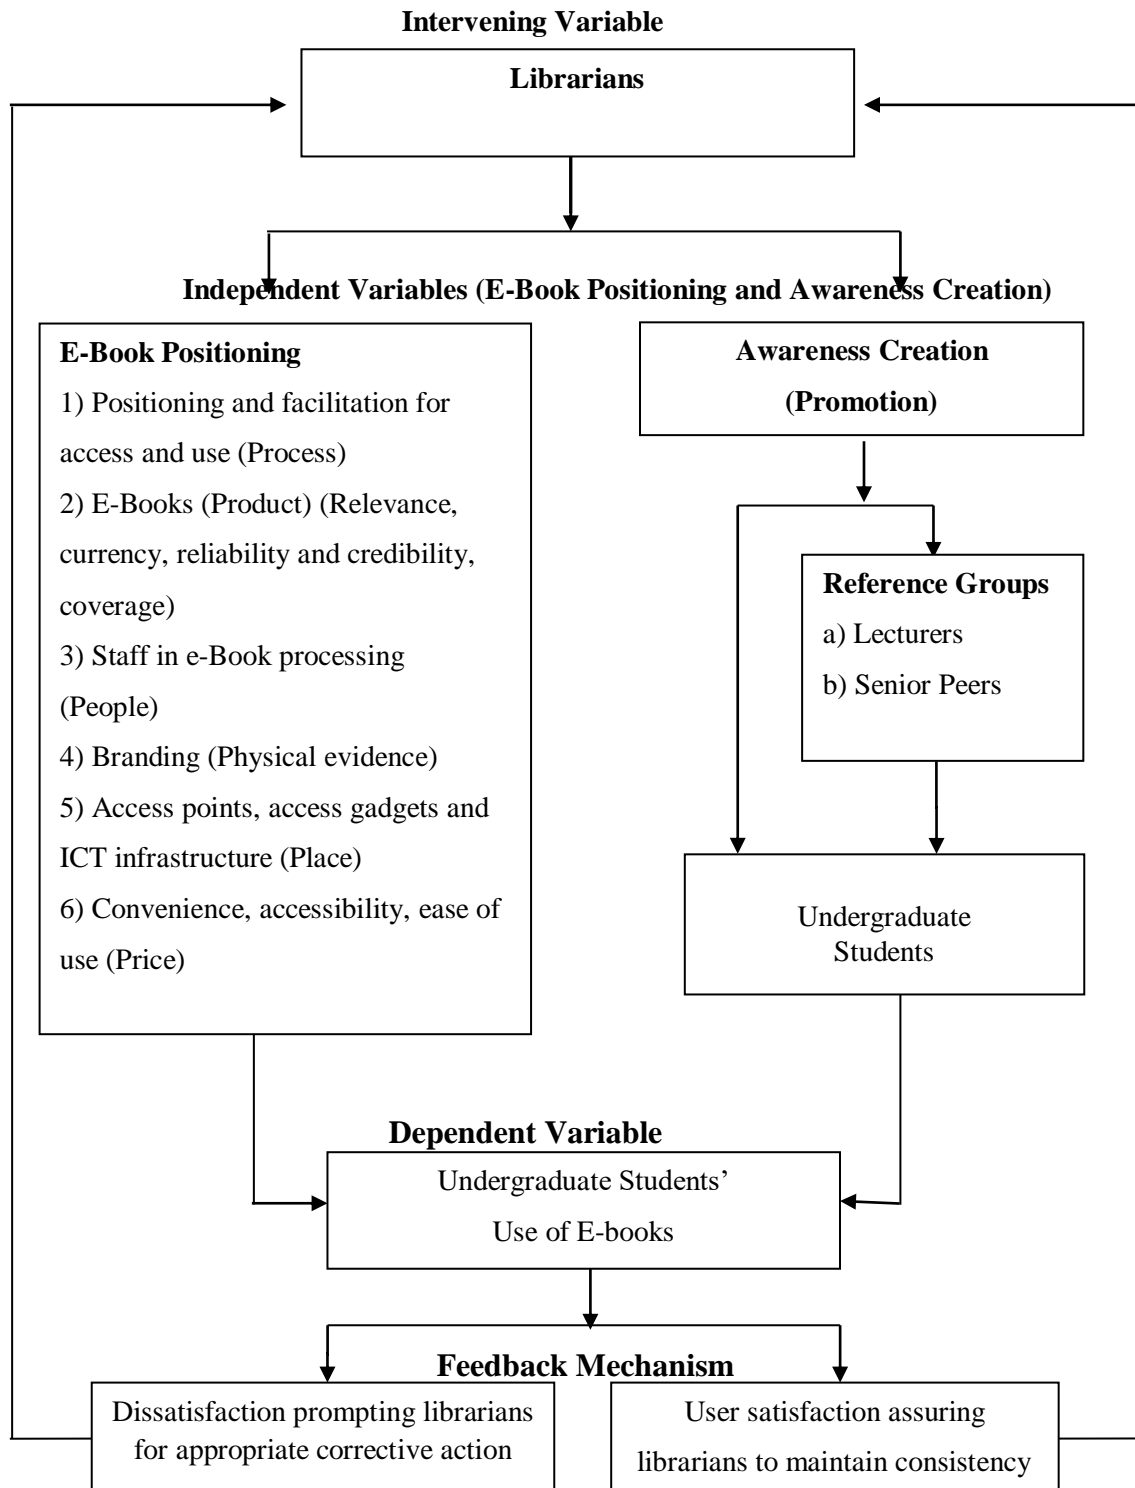 Intervening Variable
Librarians
Independent Variables (E-Book Positioning and Awareness Creation)
E-Book Positioning
1) Positioning and facilitation for
access and use (Process)
2) E-Books (Product) (Relevance,
currency, reliability and credibility,
coverage)
3) Staff in e-Book processing
(People)
4) Branding (Physical evidence)
5) Access points, access gadgets and
ICT infrastructure (Place)
6) Convenience, accessibility, ease of
use (Price)
Awareness Creation
(Promotion)
Reference Groups
a) Lecturers
b) Senior Peers
Undergraduate
Students
Dependent Variable
Undergraduate Students’
Use of E-books
Feedback Mechanism
Dissatisfaction prompting librarians
for appropriate corrective action
User satisfaction assuring
librarians to maintain consistency